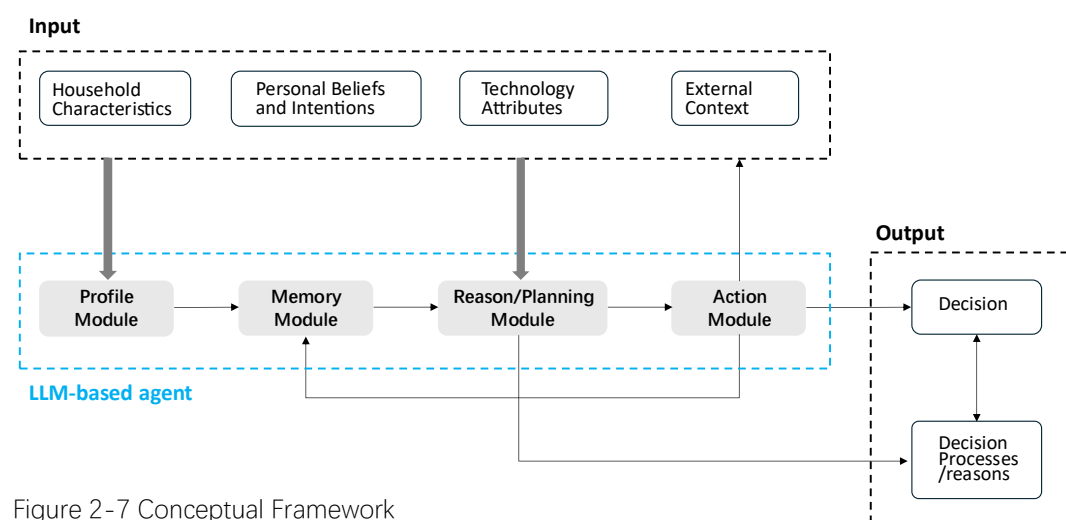 Input
Household
Characteristics
Personal Beliefs
and Intentions
Technology
Attributes
External
Context
Output
Profile
Module
Memory
Module
Reason/Planning
Module
Action
Module
Decision
LLM-based agent
Decision
Processes
/reasons
Figure 2-7 Conceptual Framework